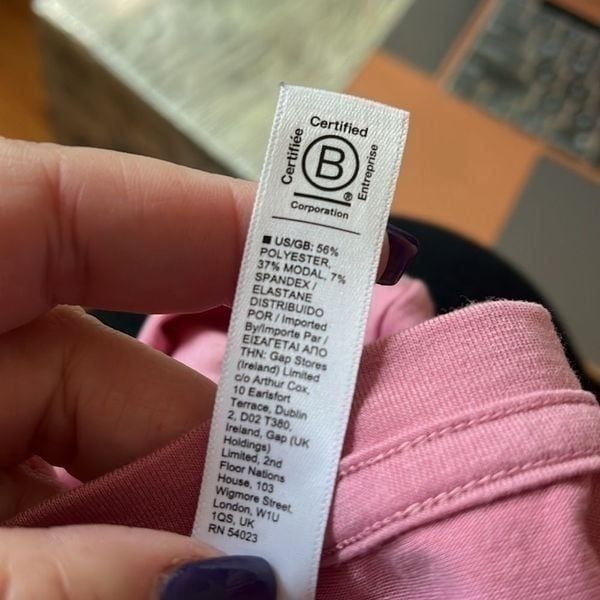 Certified
Certifiée
B
®
Entreprise
Corporation
■ US/GB: 56%
POLYESTER,
37% MODAL, 7%
SPANDEX /
ELASTANE
DISTRIBUIDO
POR / Imported
By/Importe Par /
ΕΙΣΑΓΕΤΑΙ ΑΠΟ
ΤΗΝ: Gap Stores
(Ireland) Limited
c/o Arthur Cox,
10 Earlsfort
Terrace, Dublin
2, D02 T380,
Ireland, Gap (UK
Holdings)
Limited, 2nd
Floor Nations
House, 103
Wigmore Street,
London, W1U
1QS, UK
RN 54023